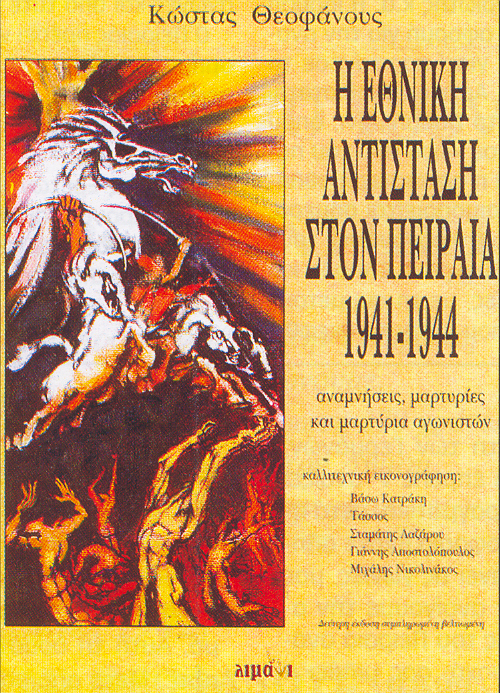 Κώστας Θεοφάνους
Η ΕΘΝΙΚΗ
ΑΝΤΙΣΤΑΣΗ
ΣΤΟΝ ΠΕΙΡΑΙΑ
1941-1944
αναμνήσεις, μαρτυρίες
και μαρτύρια αγωνιστών
καλλιτεχνική εικονογράφηση:
Βάσω Κατράκη
Τάσσος
Σταμάτης Λαζάρου
Γιάννης Αποστολόπουλος
Μιχάλης Νικολινάκος
Δεύτερη έκδοση συμπληρωμένη βελτιωμένη
λιμάνι